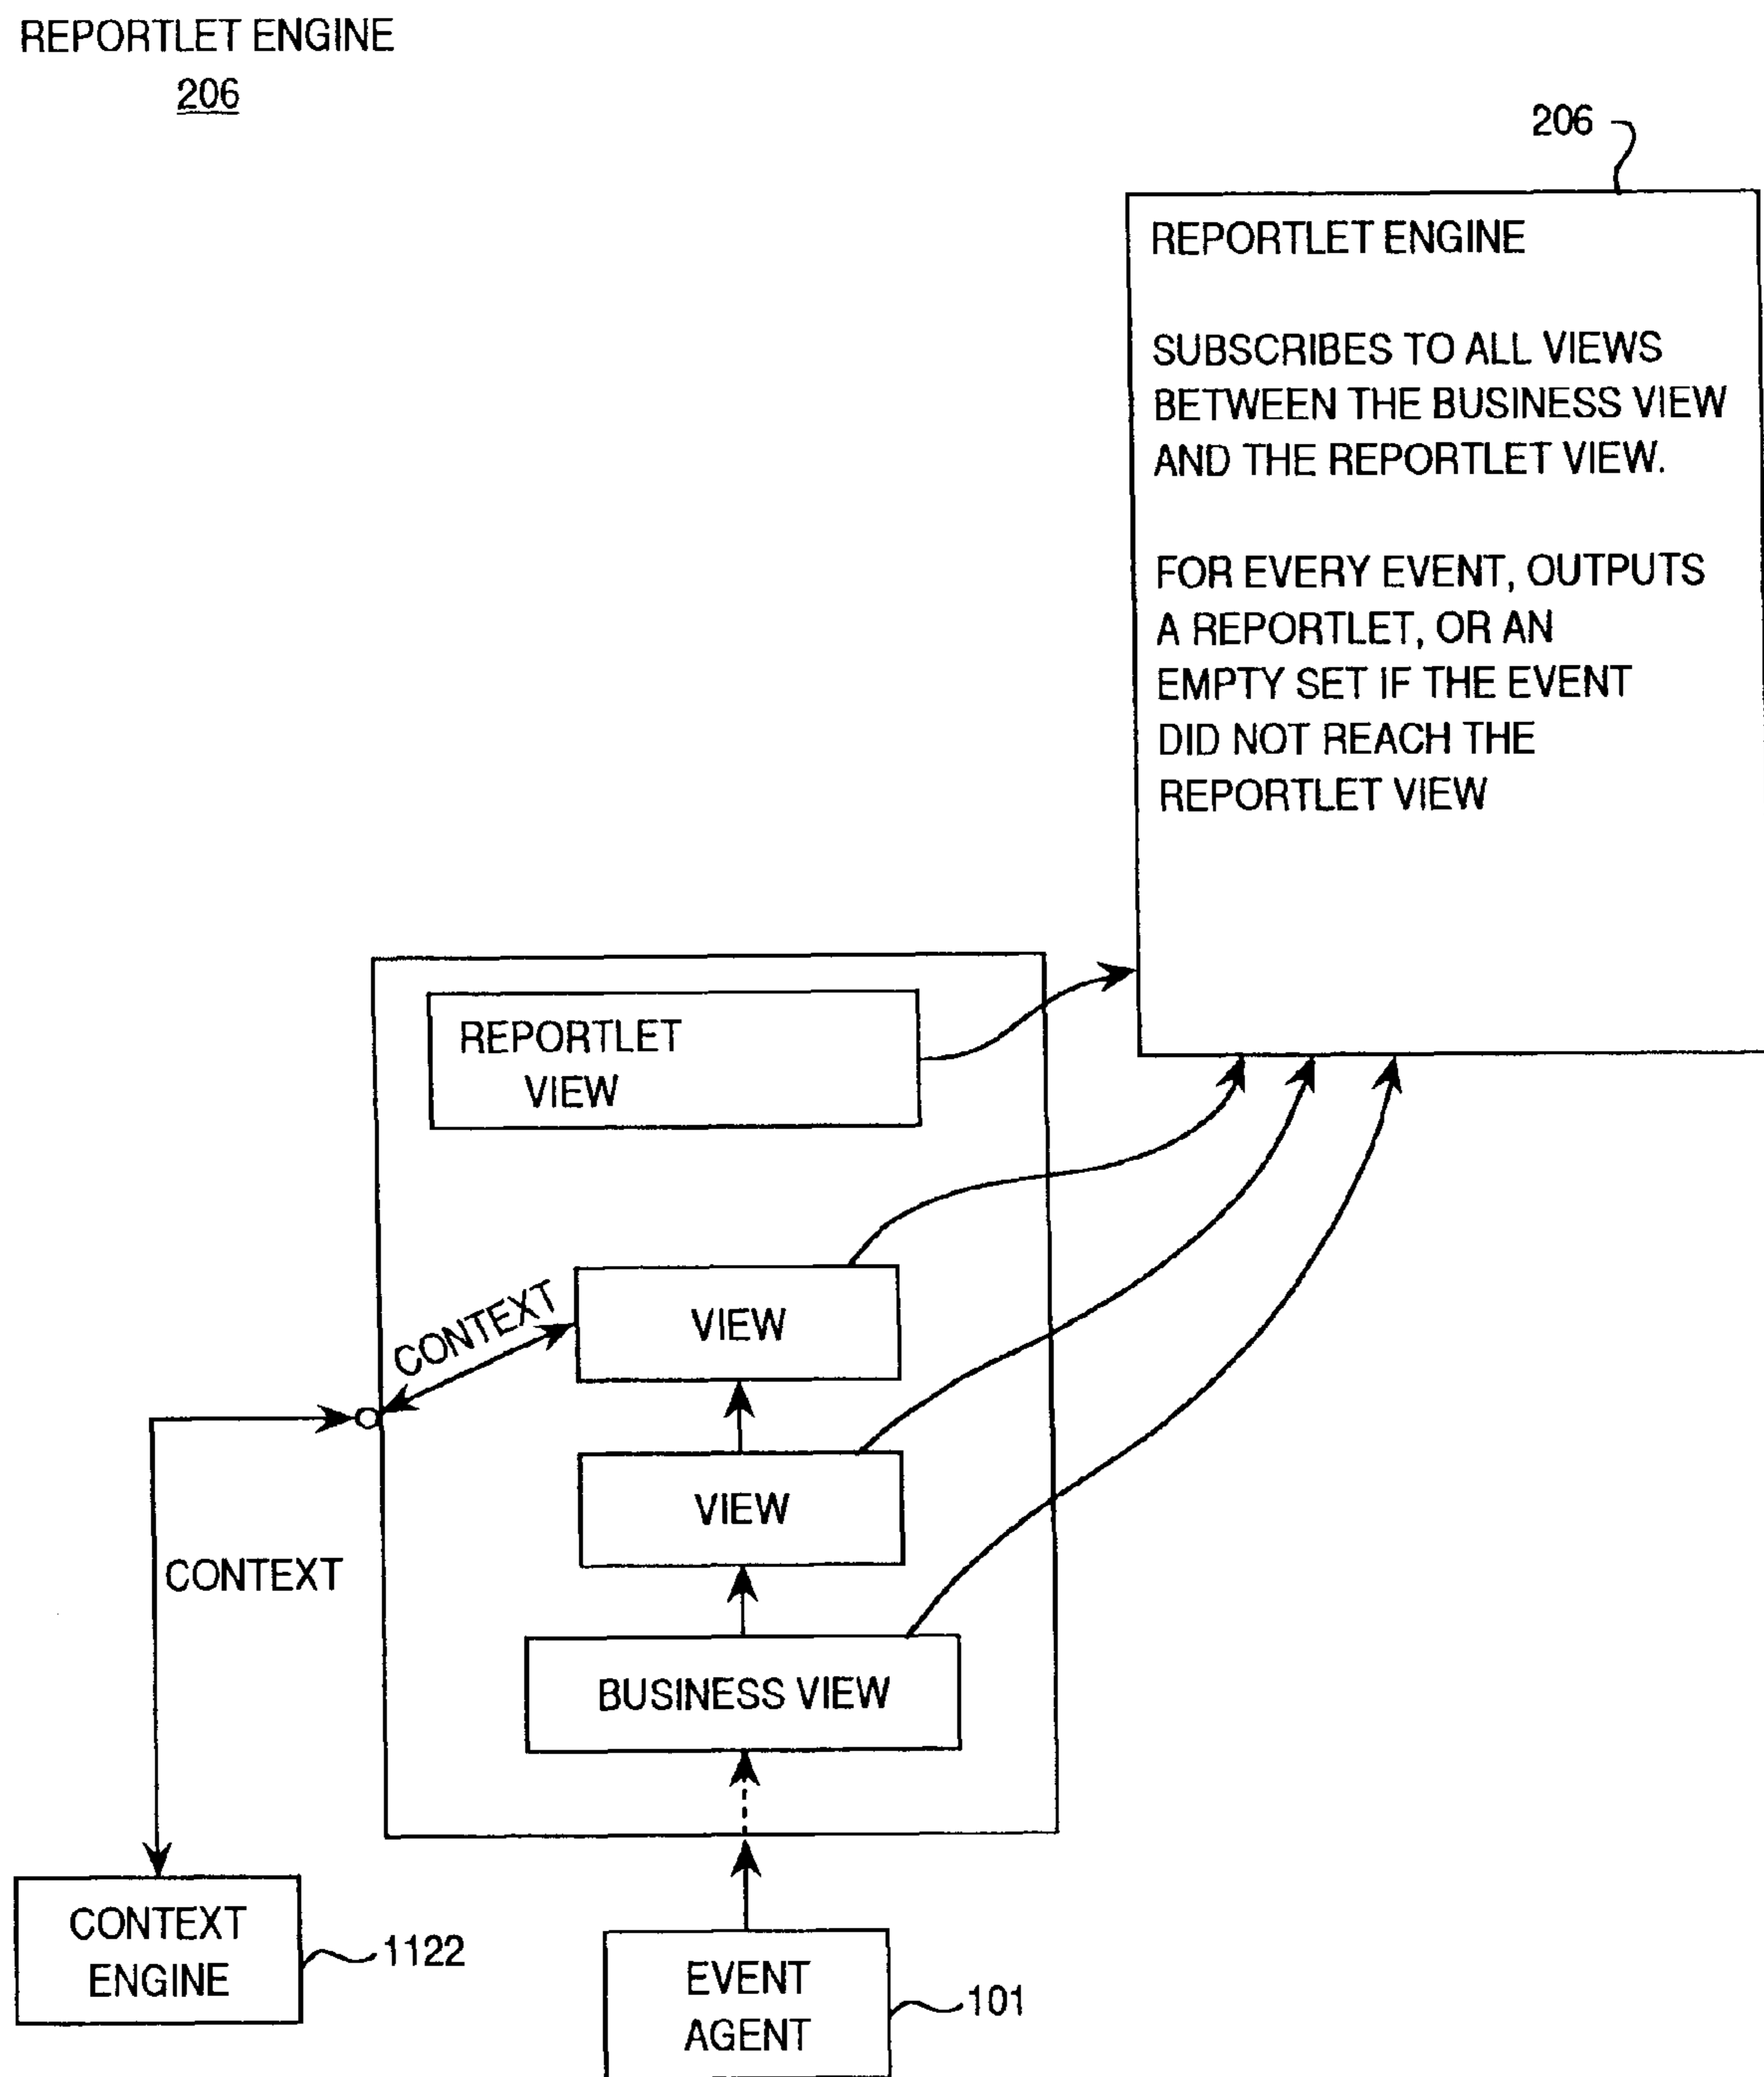 REPORTLET ENGINE
206
206
REPORTLET ENGINE
SUBSCRIBES TO ALL VIEWS
BETWEEN THE BUSINESS VIEW
AND THE REPORTLET VIEW.
FOR EVERY EVENT, OUTPUTS
A REPORTLET, OR AN
EMPTY SET IF THE EVENT
DID NOT REACH THE
REPORTLET VIEW
REPORTLET
VIEW
CONTEXT
VIEW
VIEW
CONTEXT
BUSINESS VIEW
CONTEXT
ENGINE
1122
EVENT
AGENT
101